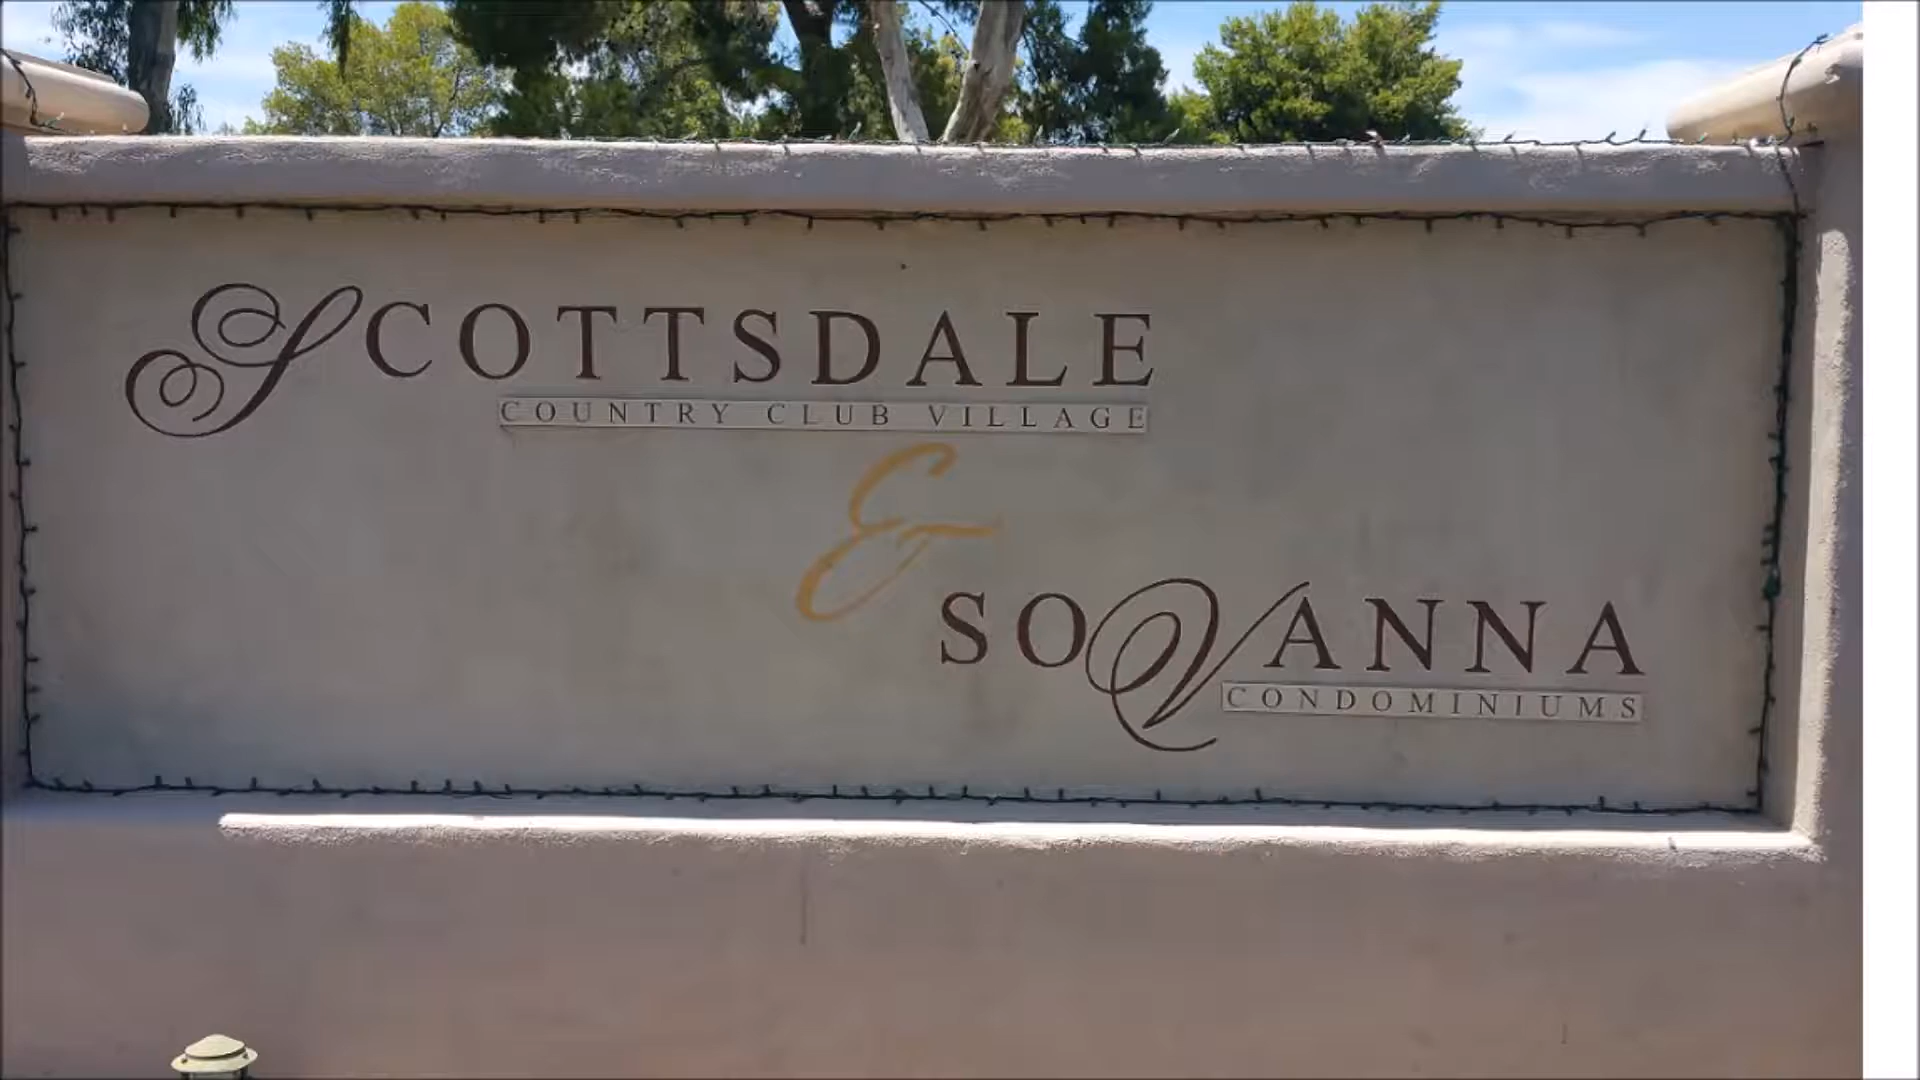 SCOTTSDALE
COUNTRY CLUB VILLAGE
&
SOVANNA
CONDOMINIUMS